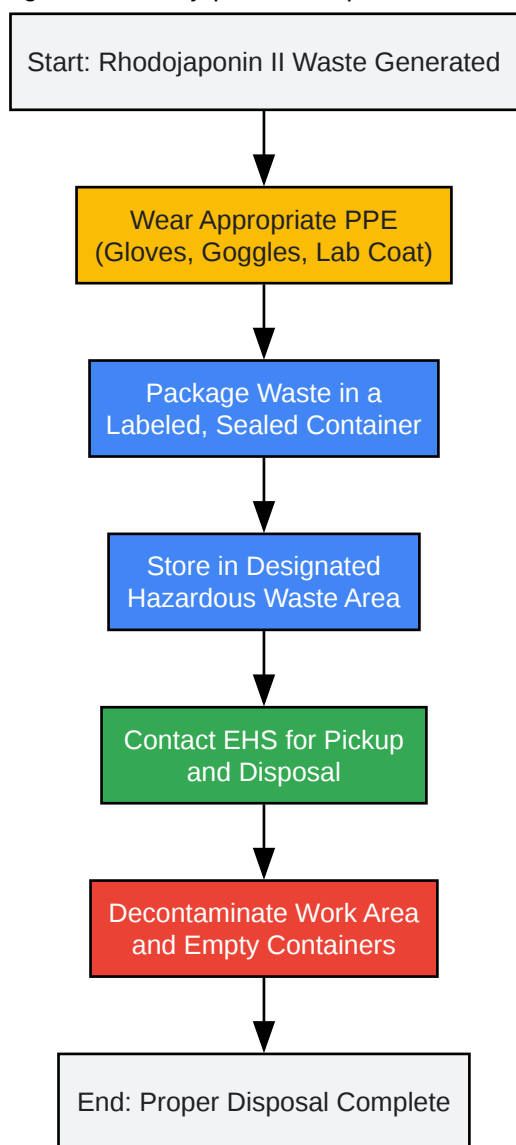 Start: Rhodojaponin II Waste Generated
Wear Appropriate PPE
(Gloves, Goggles, Lab Coat)
Package Waste in a
Labeled, Sealed Container
Store in Designated
Hazardous Waste Area
Contact EHS for Pickup
and Disposal
Decontaminate Work Area
and Empty Containers
End: Proper Disposal Complete